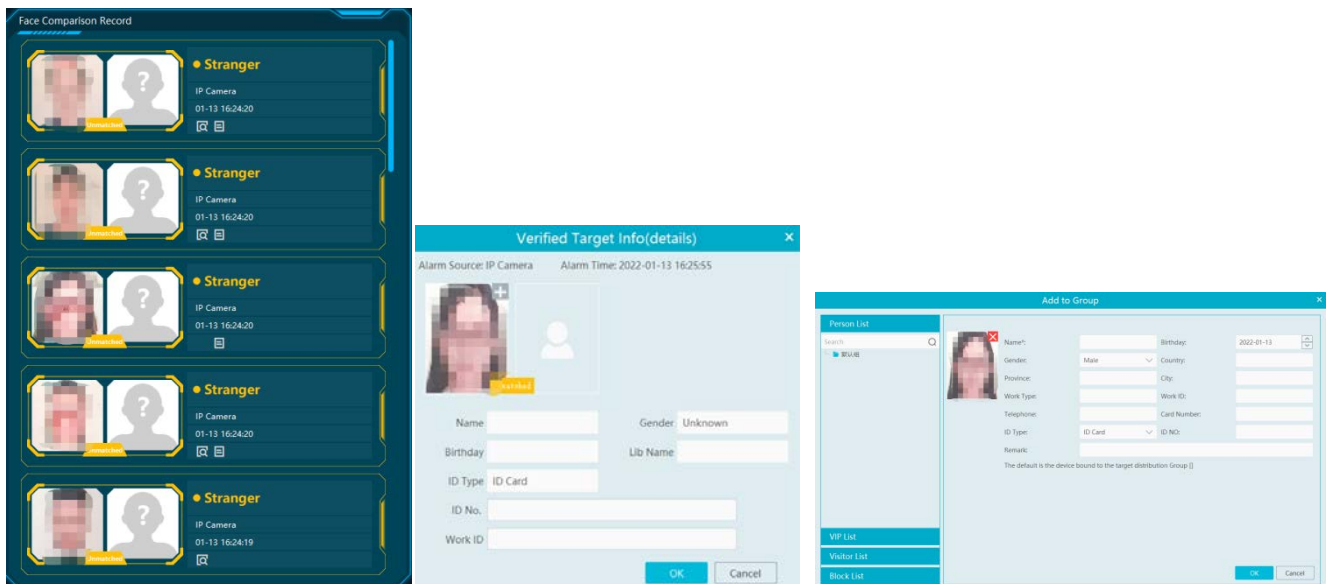 Face Comparison Record
Stranger
IP Camera
01-13 16:24:20
Unmatched
Stranger
IP Camera
01-13 16:24:20
Unmatched
Stranger
IP Camera
01-13 16:24:20
Unmatched
Stranger
IP Camera
01-13 16:24:20
Unmatched
Stranger
IP Camera
01-13 16:24:19
Unmatched
Verified Target Info(details)
Alarm Source: IP Camera Alarm Time: 2022-01-13 16:25:55
Name Gender Unknown
Birthday Lib Name
ID Type ID Card
ID No.
Work ID
OK Cancel
Add to Group
Person List
Search
默认组
VIP List
Visitor List
Block List
Name*: Birthday: 2022-01-13
Gender: Male Country:
Province: City:
Work Type: Work ID:
Telephone: Card Number:
ID Type: ID Card ID NO:
Remark:
The default is the device bound to the target distribution Group []
OK Cancel